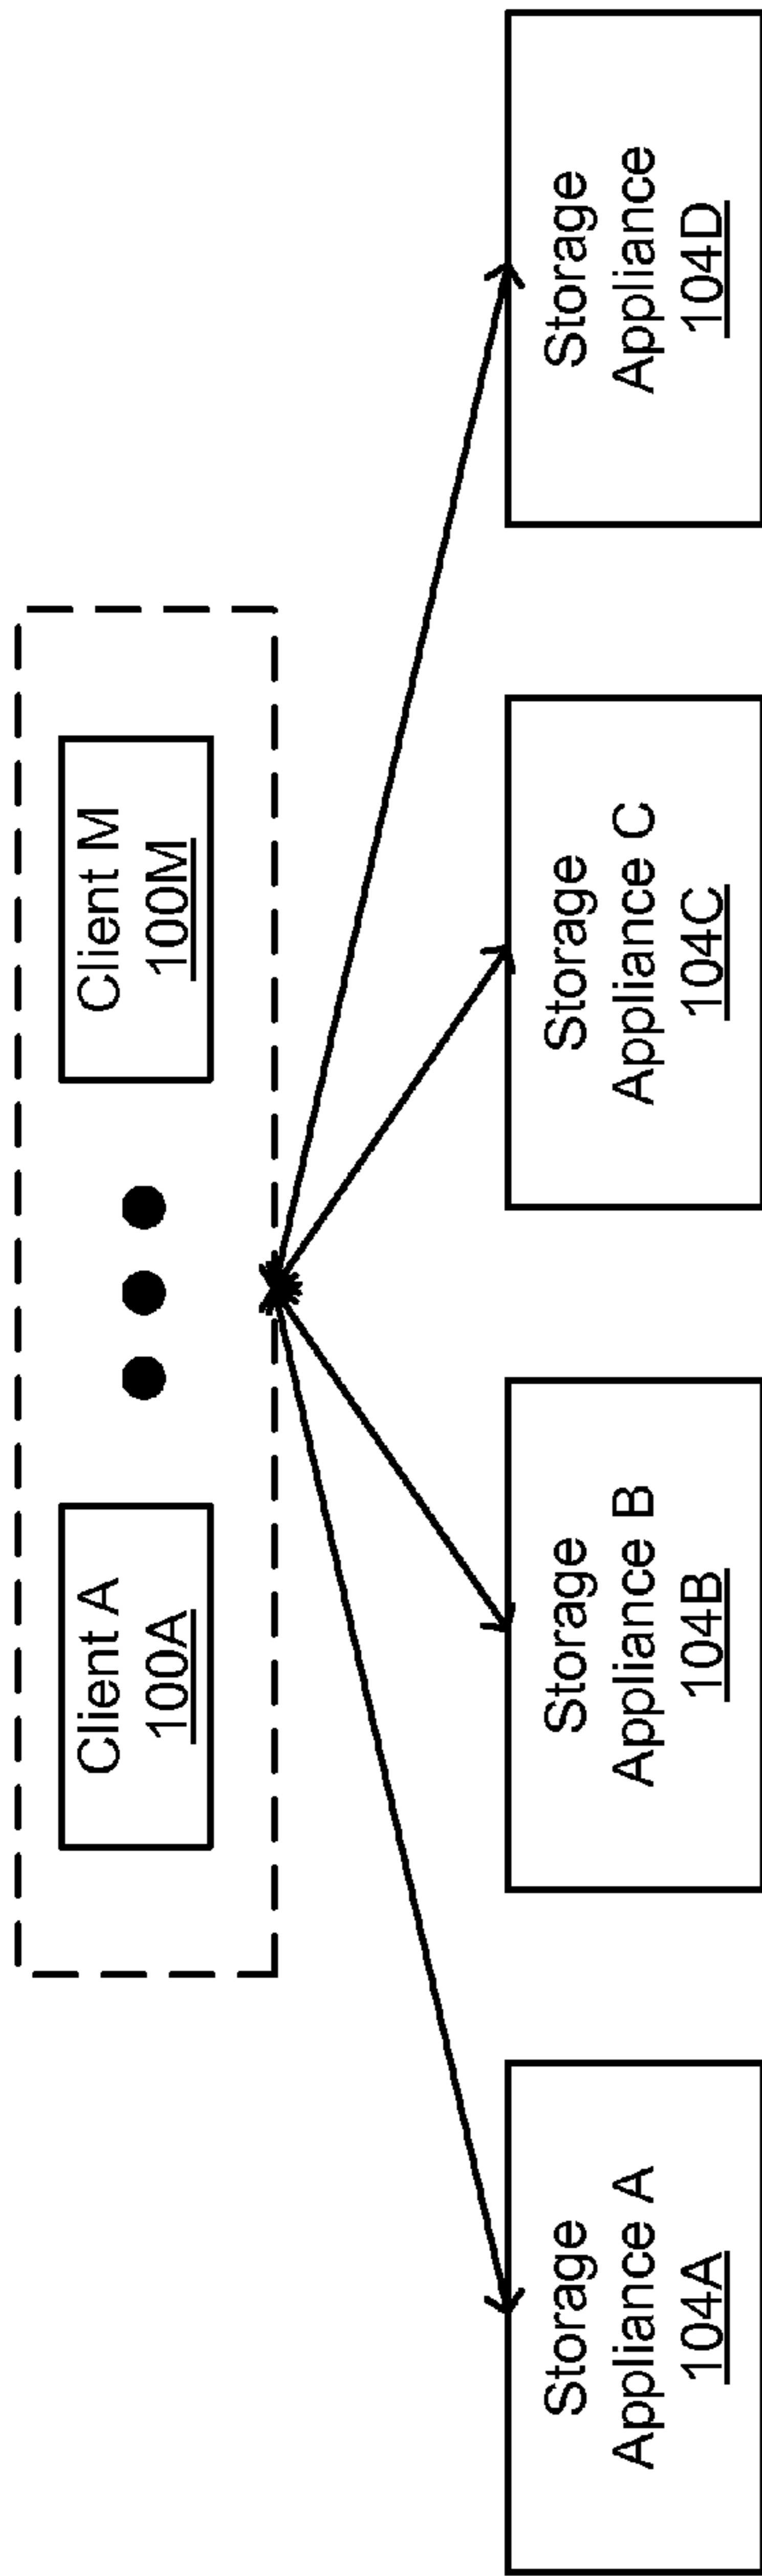 Client A
100A
Client M
100M
Storage
Appliance A
104A
Storage
Appliance B
104B
Storage
Appliance C
104C
Storage
Appliance
104D